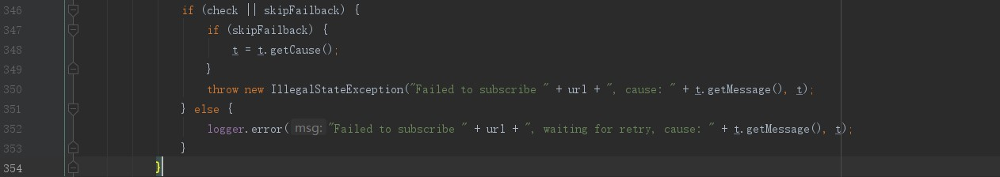 346 if (check || skipFailback) {
347 if (skipFailback) {
348 t = t.getCause();
349 }
350 throw new IllegalStateException("Failed to subscribe " + url + ", cause: " + t.getMessage(), t);
351 } else {
352 logger.error( msg: "Failed to subscribe " + url + ", waiting for retry, cause: " + t.getMessage(), t);
353 }
354 }